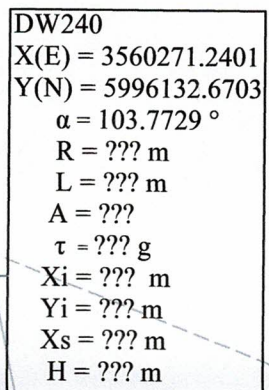 DW240
X(E) = 3560271.2401
Y(N) = 5996132.6703
α = 103.7729 °
R = ??? m
L = ??? m
A = ???
τ = ??? g
Xi = ??? m
Yi = ??? m
Xs = ??? m
H = ??? m